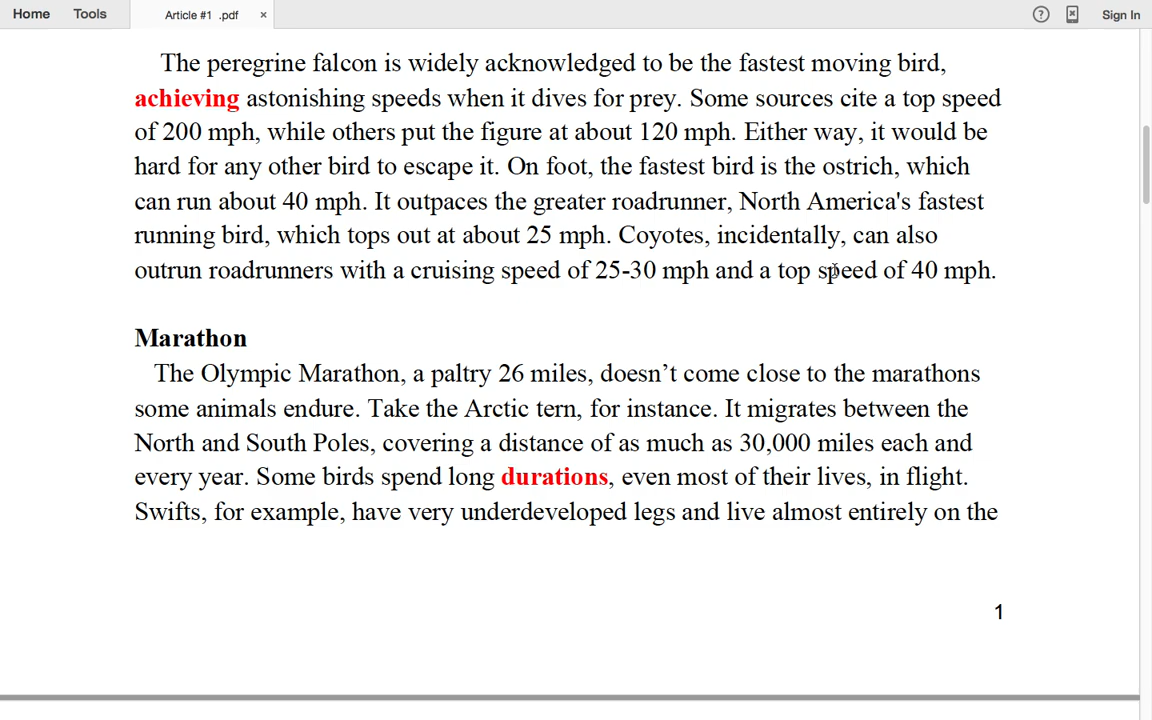 Home Tools Article #1 .pdf × ? Sign In
The peregrine falcon is widely acknowledged to be the fastest moving bird,
achieving astonishing speeds when it dives for prey. Some sources cite a top speed
of 200 mph, while others put the figure at about 120 mph. Either way, it would be
hard for any other bird to escape it. On foot, the fastest bird is the ostrich, which
can run about 40 mph. It outpaces the greater roadrunner, North America's fastest
running bird, which tops out at about 25 mph. Coyotes, incidentally, can also
outrun roadrunners with a cruising speed of 25-30 mph and a top speed of 40 mph.
Marathon
The Olympic Marathon, a paltry 26 miles, doesn’t come close to the marathons
some animals endure. Take the Arctic tern, for instance. It migrates between the
North and South Poles, covering a distance of as much as 30,000 miles each and
every year. Some birds spend long durations, even most of their lives, in flight.
Swifts, for example, have very underdeveloped legs and live almost entirely on the
1